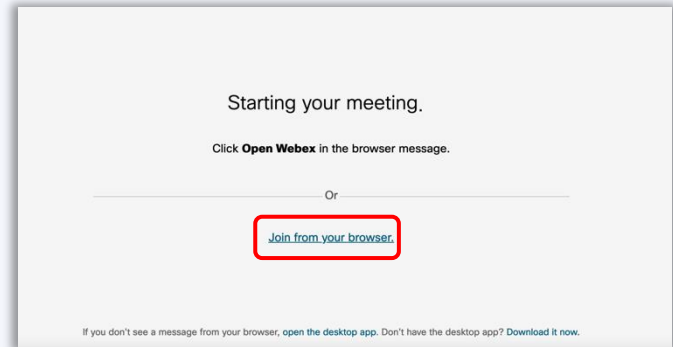 Starting your meeting.
Click Open Webex in the browser message.
Or
Join from your browser.
If you don't see a message from your browser, open the desktop app. Don't have the desktop app? Download it now.